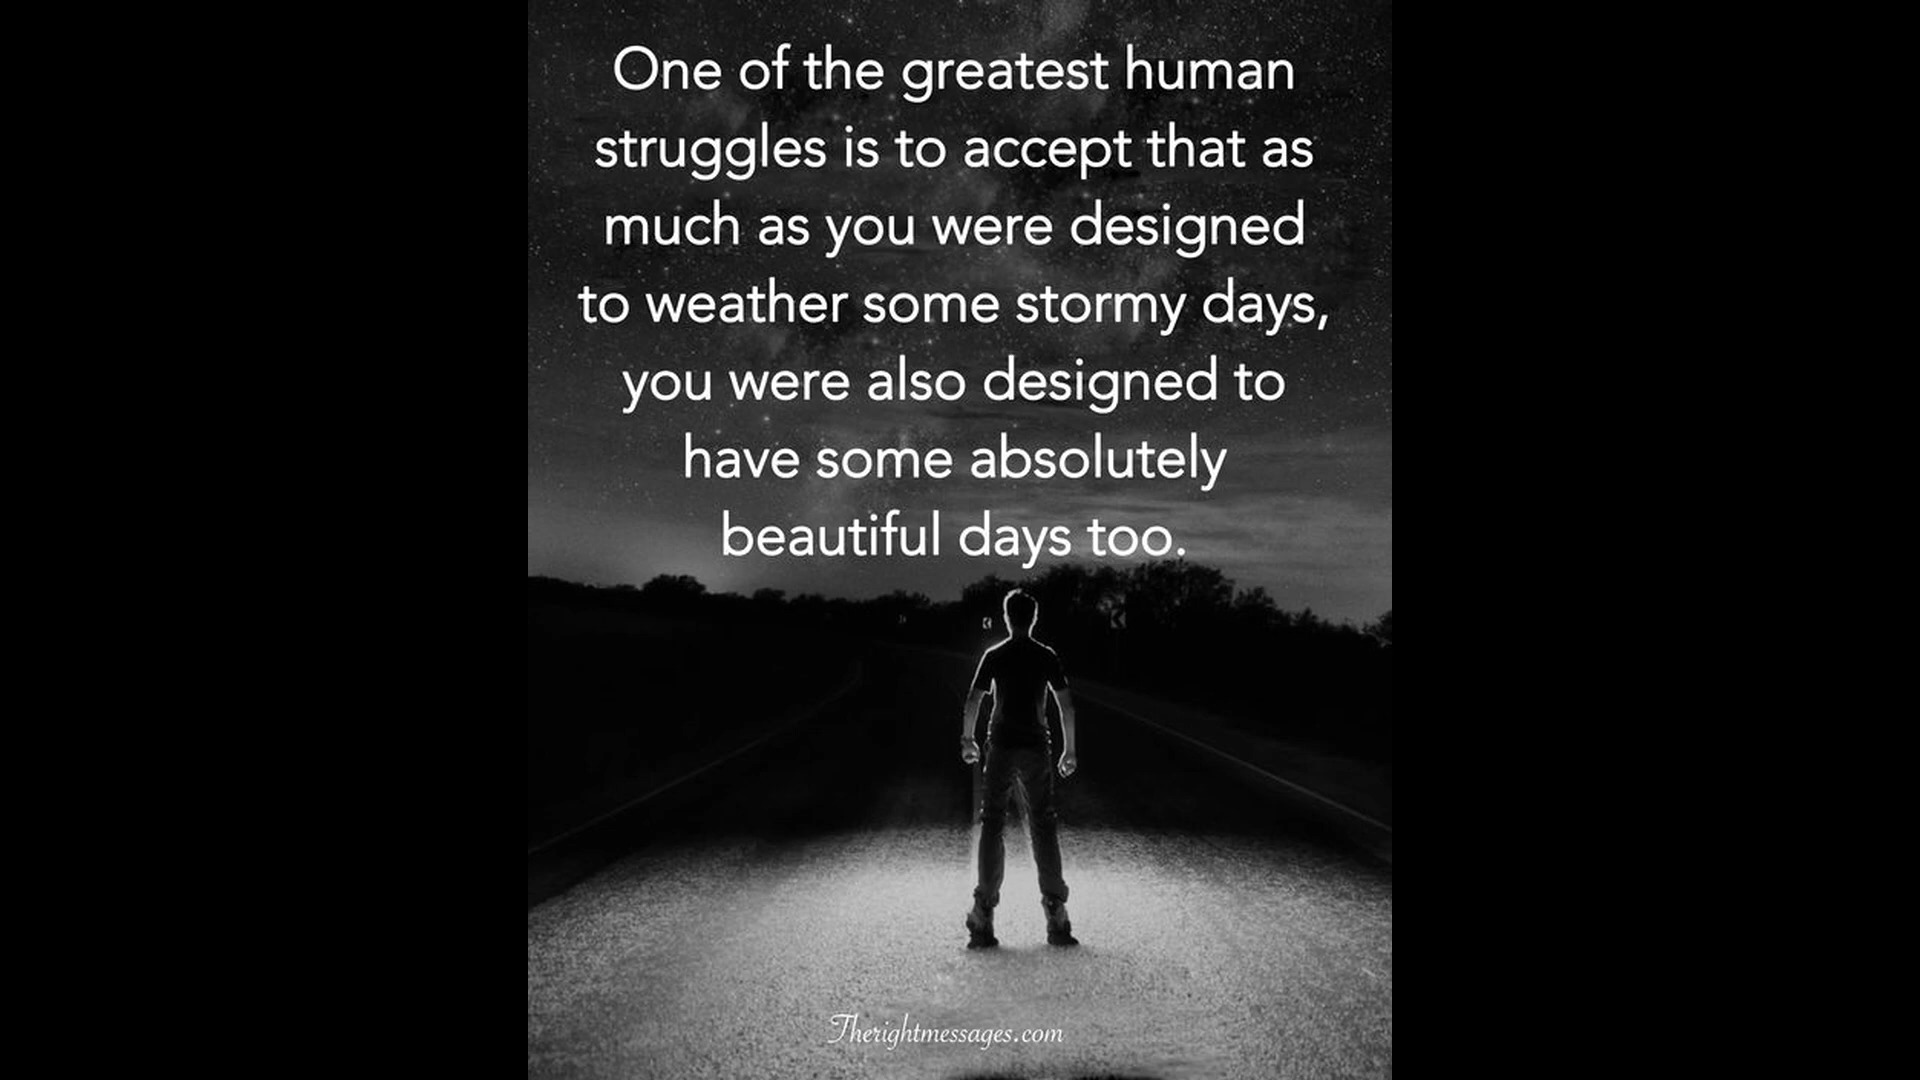 One of the greatest human
struggles is to accept that as
much as you were designed
to weather some stormy days,
you were also designed to
have some absolutely
beautiful days too.
Therightmessages.com